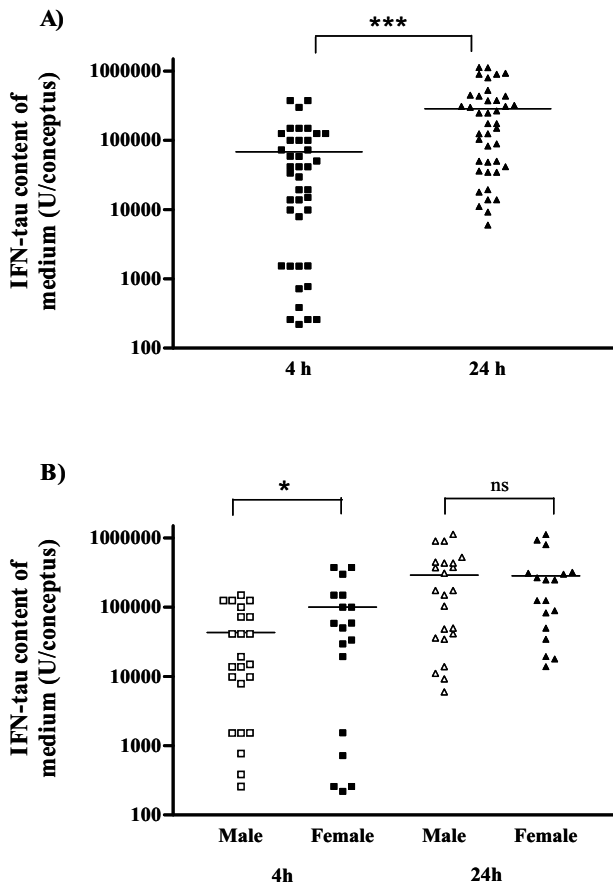 A)
***
IFN-tau content of
medium (U/conceptus)
1000000
100000
10000
1000
100
4 h 24 h
B)
* ns
IFN-tau content of
medium (U/conceptus)
1000000
100000
10000
1000
100
Male Female Male Female
4h 24h